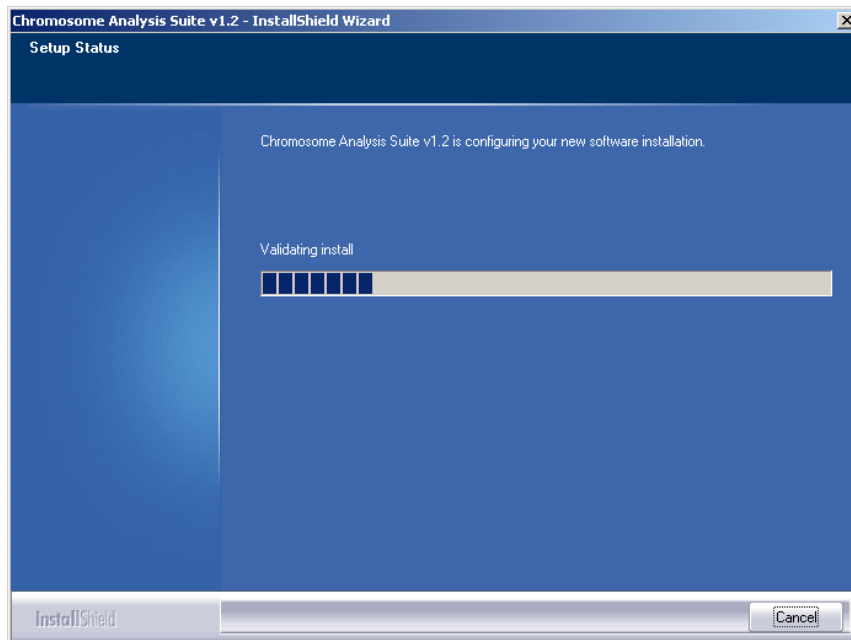 Chromosome Analysis Suite v1.2 - InstallShield Wizard
Setup Status
Chromosome Analysis Suite v1.2 is configuring your new software installation.
Validating install
InstallShield
Cancel